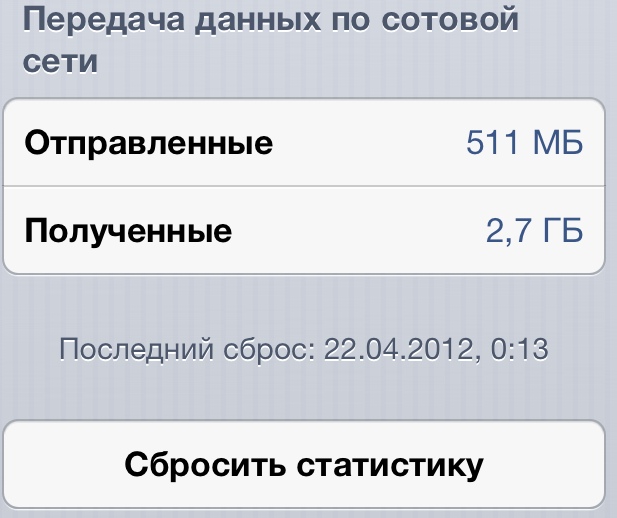 Передача данных по сотовой
сети
Отправленные 511 МБ
Полученные 2,7 ГБ
Последний сброс: 22.04.2012, 0:13
Сбросить статистику